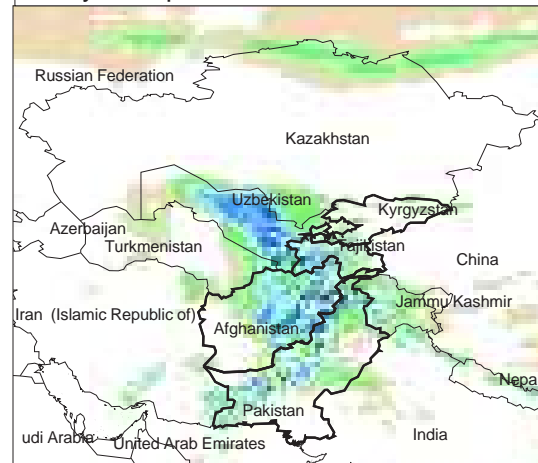 Russian Federation
Kazakhstan
Uzbekistan
Kyrgyzstan
Azerbaijan
Turkmenistan
Tajikistan
China
Jammu Kashmir
Iran (Islamic Republic of)
Afghanistan
Nepa
Pakistan
udi Arabia
United Arab Emirates
India